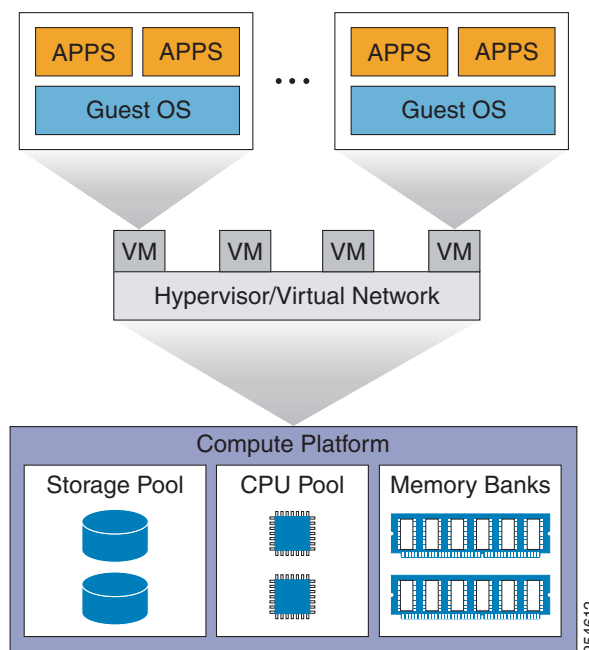 APPS APPS ... APPS APPS
Guest OS Guest OS
VM VM VM VM
Hypervisor/Virtual Network
Compute Platform
Storage Pool CPU Pool Memory Banks